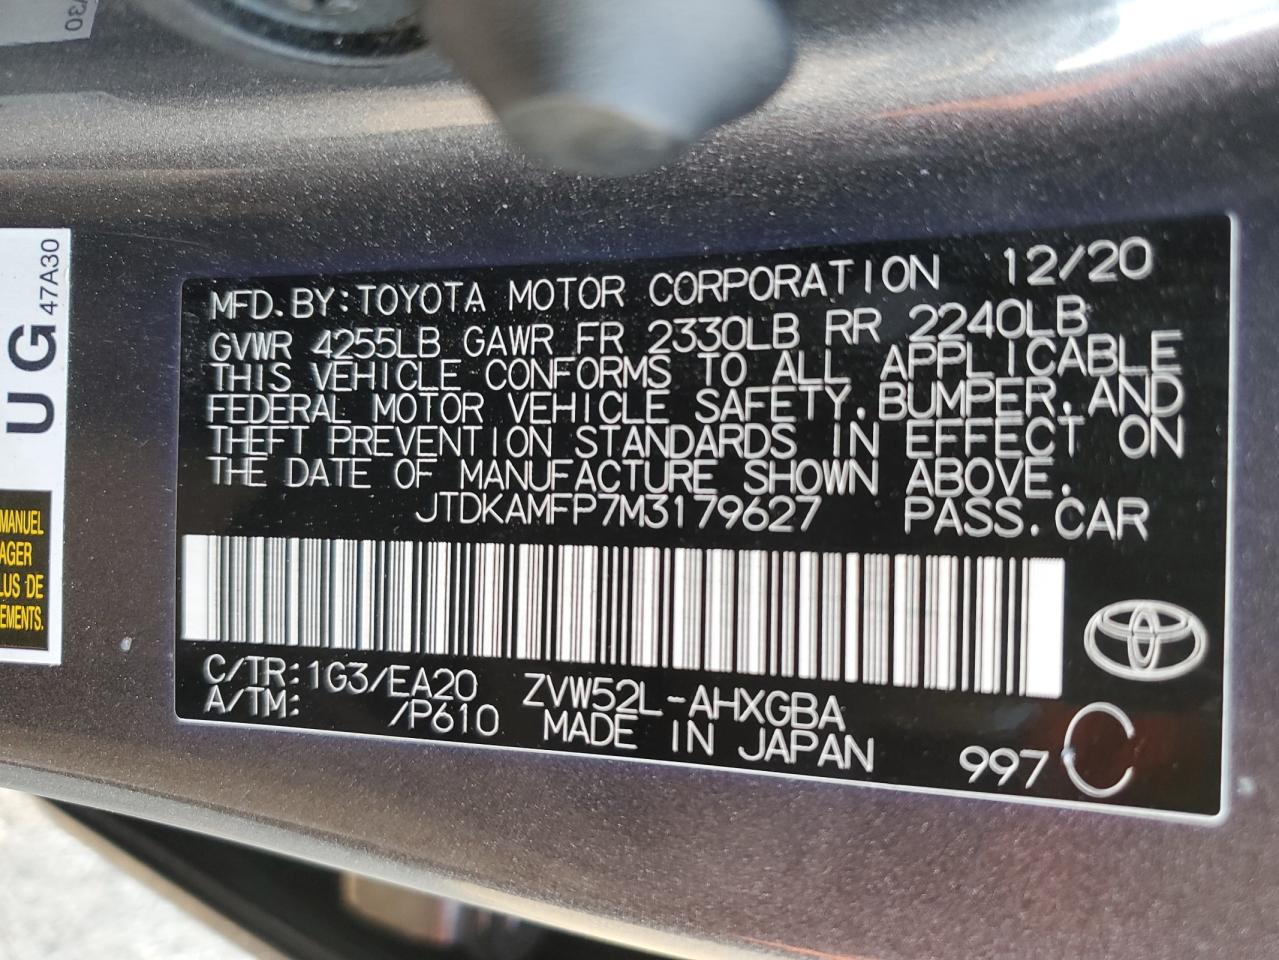 MFD.BY:TOYOTA MOTOR CORPORATION 12/20
GVWR 4255LB GAWR FR 2330LB RR 2240LB
THIS VEHICLE CONFORMS TO ALL APPLICABLE
FEDERAL MOTOR VEHICLE SAFETY,BUMPER,AND
THEFT PREVENTION STANDARDS IN EFFECT ON
THE DATE OF MANUFACTURE SHOWN ABOVE.
JTDKAMFP7M3179627 PASS.CAR
C/TR:1G3/EA20 ZVW52L-AHXGBA
A/TM: /P610 MADE IN JAPAN 997C
UG
47A30
MANUEL
AGER
LUS DE
EMENTS.